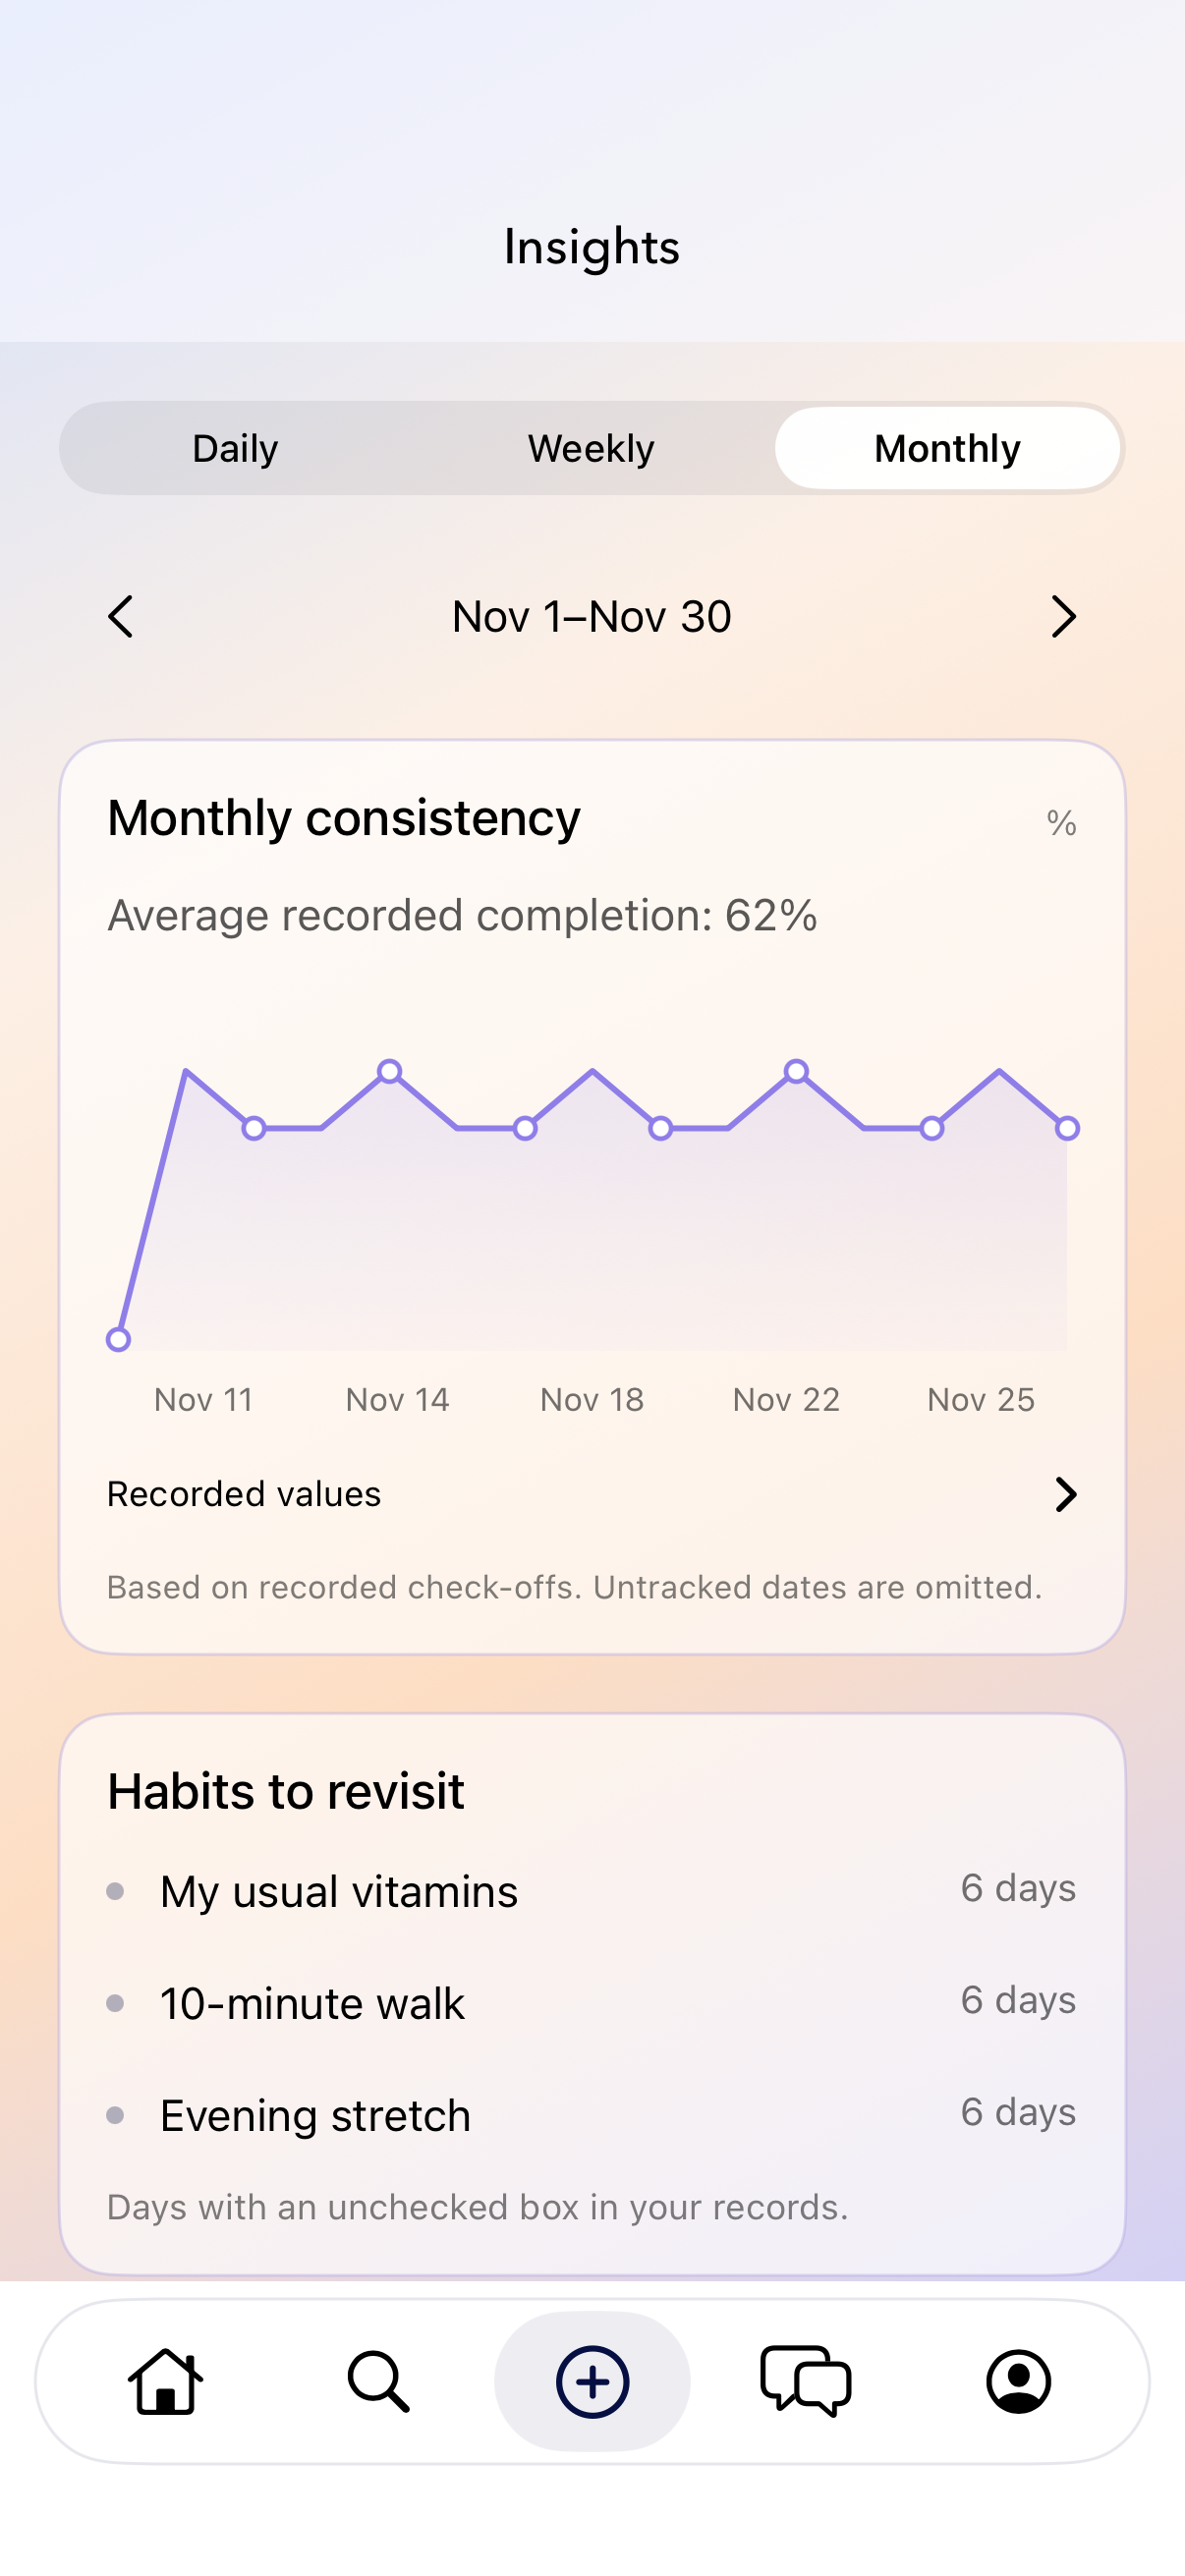 Insights
Daily Weekly Monthly
Nov 1–Nov 30
Monthly consistency %
Average recorded completion: 62%
Nov 11 Nov 14 Nov 18 Nov 22 Nov 25
Recorded values
Based on recorded check-offs. Untracked dates are omitted.
Habits to revisit
My usual vitamins 6 days
10-minute walk 6 days
Evening stretch 6 days
Days with an unchecked box in your records.